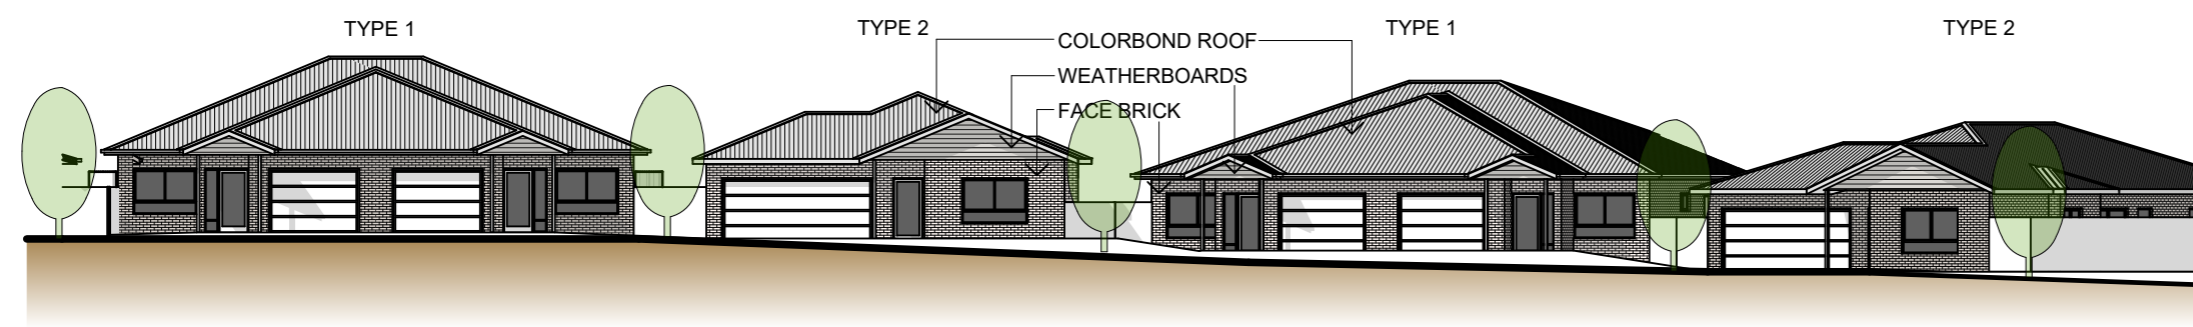 TYPE 1
TYPE 2
TYPE 1
TYPE 2
COLORBOND ROOF
WEATHERBOARDS
FACE BRICK